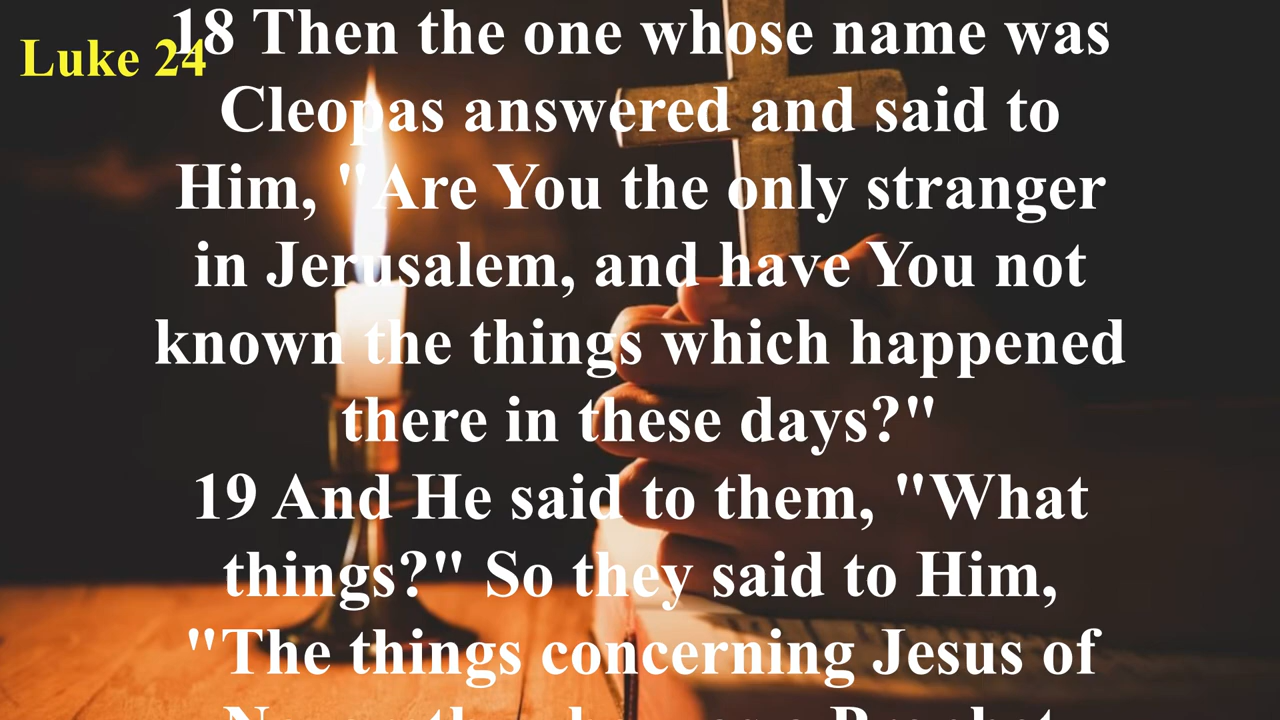 Luke 24
18 Then the one whose name was
Cleopas answered and said to
Him, "Are You the only stranger
in Jerusalem, and have You not
known the things which happened
there in these days?"
19 And He said to them, "What
things?" So they said to Him,
"The things concerning Jesus of